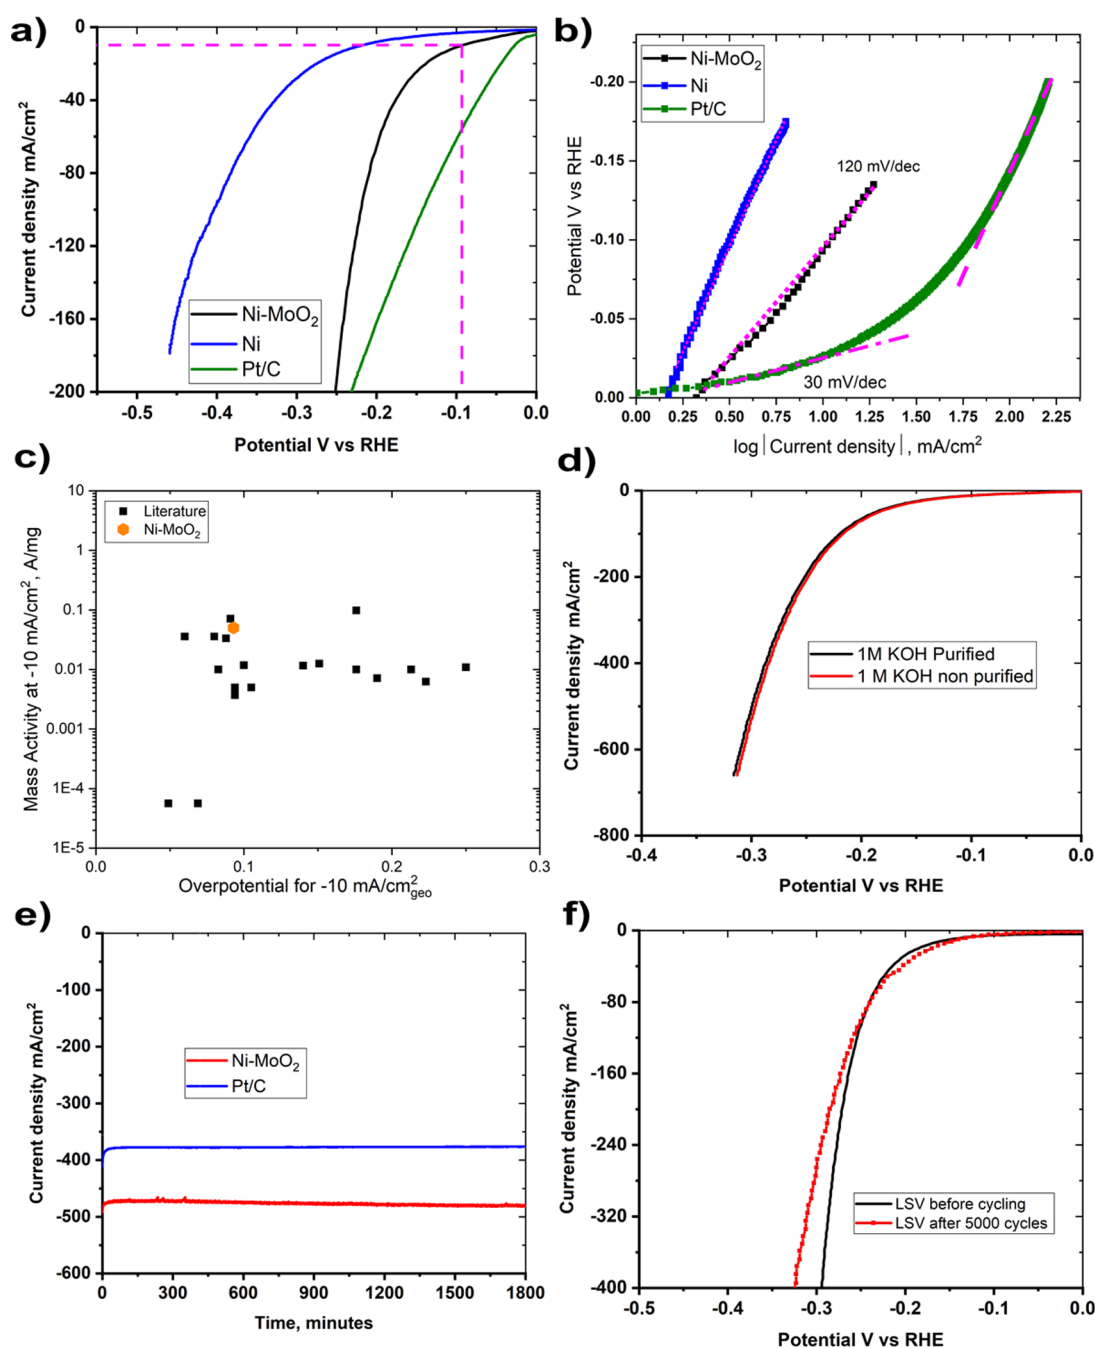 a)
0
-40
-80
-120
-160
-200
Current density mA/cm²
-0.5 -0.4 -0.3 -0.2 -0.1 0.0
Potential V vs RHE
Ni-MoO₂
Ni
Pt/C
b)
-0.20
-0.15
-0.10
-0.05
0.00
Potential V vs RHE
Ni-MoO₂
Ni
Pt/C
120 mV/dec
30 mV/dec
0.00 0.25 0.50 0.75 1.00 1.25 1.50 1.75 2.00 2.25
log|Current density|, mA/cm²
c)
10
1
0.1
0.01
0.001
1E-4
1E-5
Mass Activity at -10 mA/cm², A/mg
Literature
Ni-MoO₂
0.0 0.1 0.2 0.3
Overpotential for -10 mA/cm²geo
d)
0
-200
-400
-600
-800
Current density mA/cm²
1M KOH Purified
1 M KOH non purified
-0.4 -0.3 -0.2 -0.1 0.0
Potential V vs RHE
e)
0
-100
-200
-300
-400
-500
-600
Current density mA/cm²
Ni-MoO₂
Pt/C
0 300 600 900 1200 1500 1800
Time, minutes
f)
0
-80
-160
-240
-320
-400
Current density mA/cm²
LSV before cycling
LSV after 5000 cycles
-0.5 -0.4 -0.3 -0.2 -0.1 0.0
Potential V vs RHE